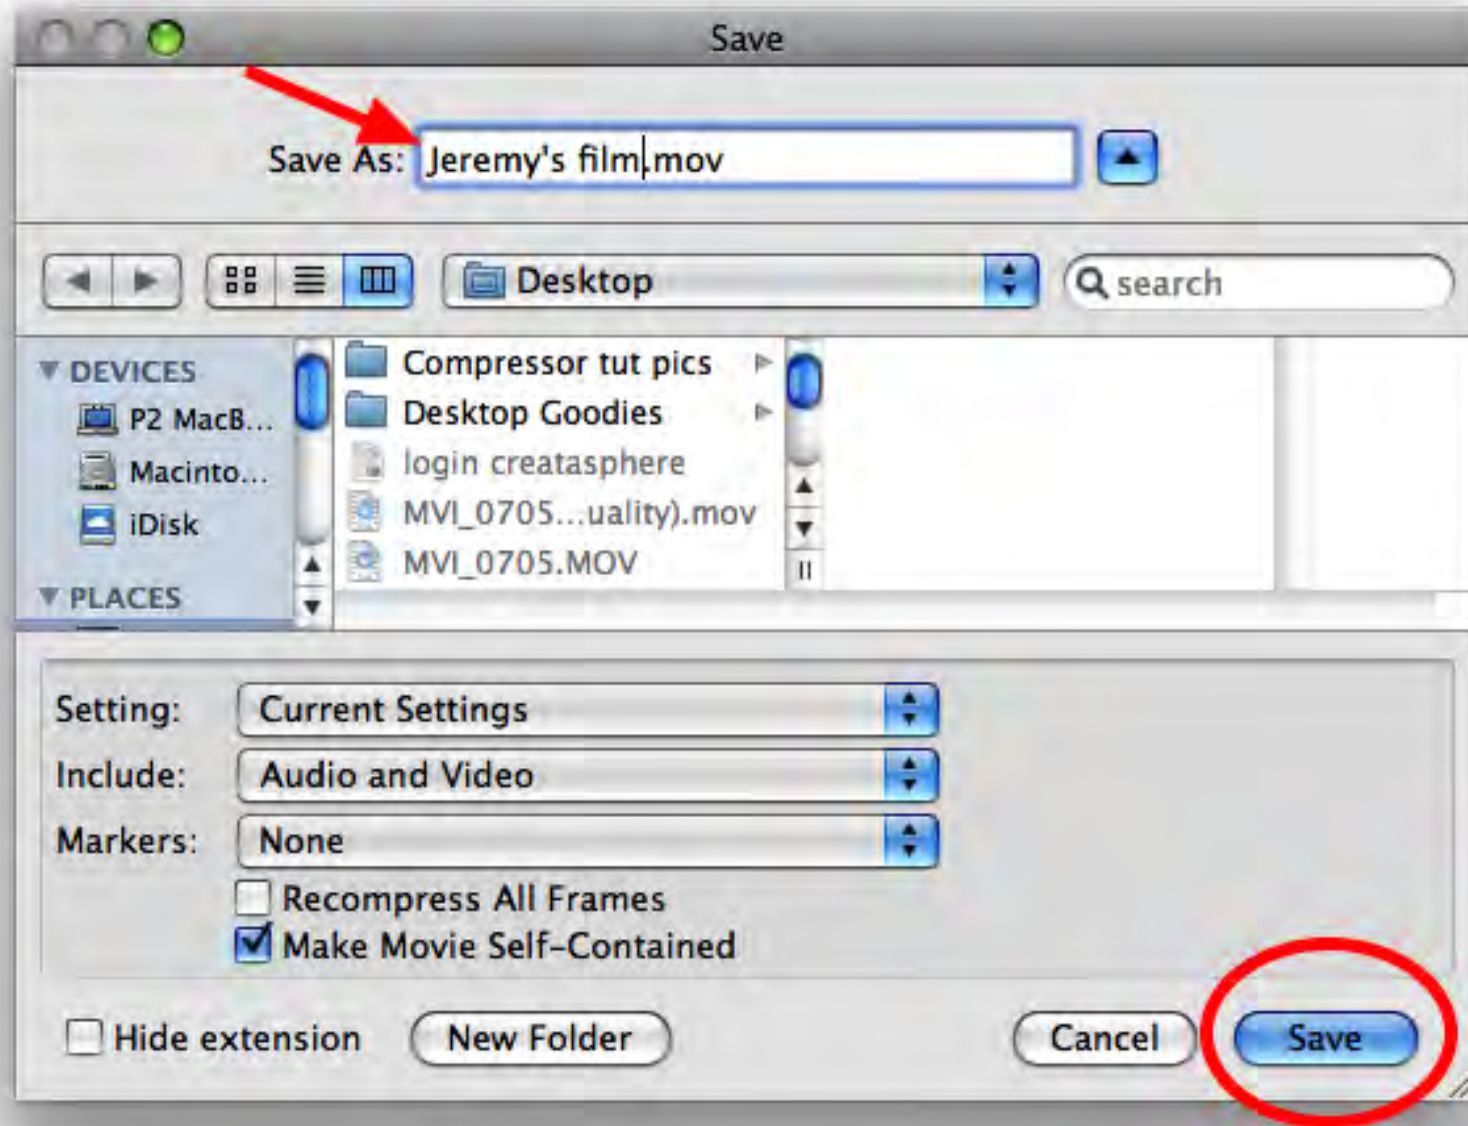 Save
Save As: Jeremy's film.mov
Desktop
search
DEVICES
P2 MacB...
Macinto...
iDisk
PLACES
Compressor tut pics
Desktop Goodies
login creatasphere
MVI_0705...uality).mov
MVI_0705.MOV
Setting: Current Settings
Include: Audio and Video
Markers: None
Recompress All Frames
Make Movie Self-Contained
Hide extension New Folder Cancel Save